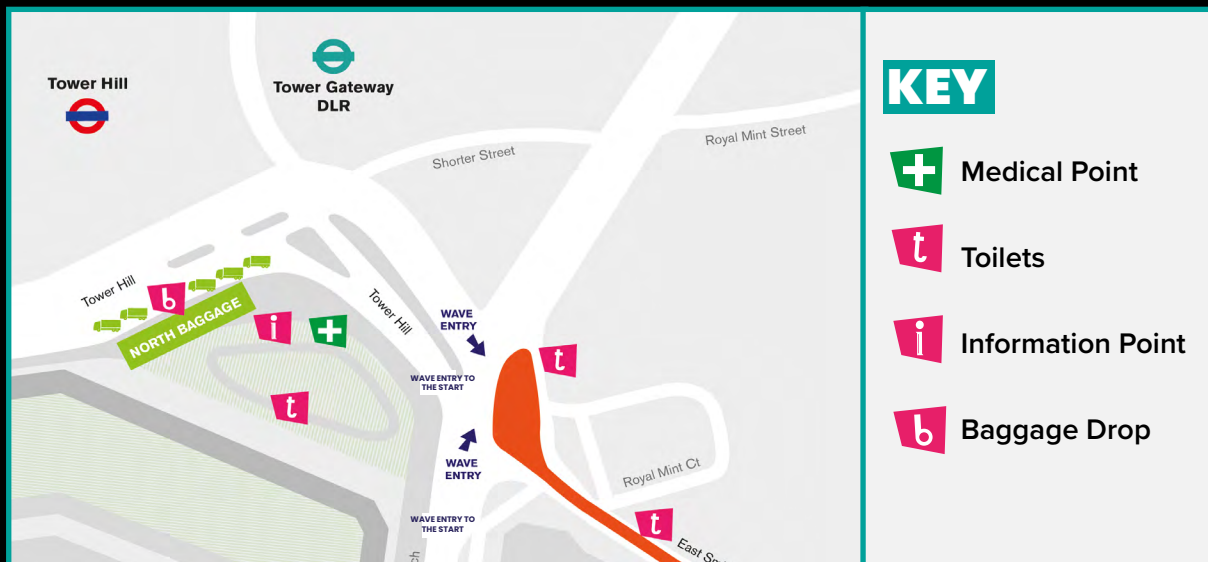 Tower Hill
Tower Gateway
DLR
Shorter Street
Royal Mint Street
Tower Hill
b
NORTH BAGGAGE
i
Tower Hill
WAVE
ENTRY
t
WAVE ENTRY TO
THE START
t
WAVE
ENTRY
Royal Mint Ct
WAVE ENTRY TO
THE START
t
East
KEY
Medical Point
t
Toilets
i
Information Point
b
Baggage Drop